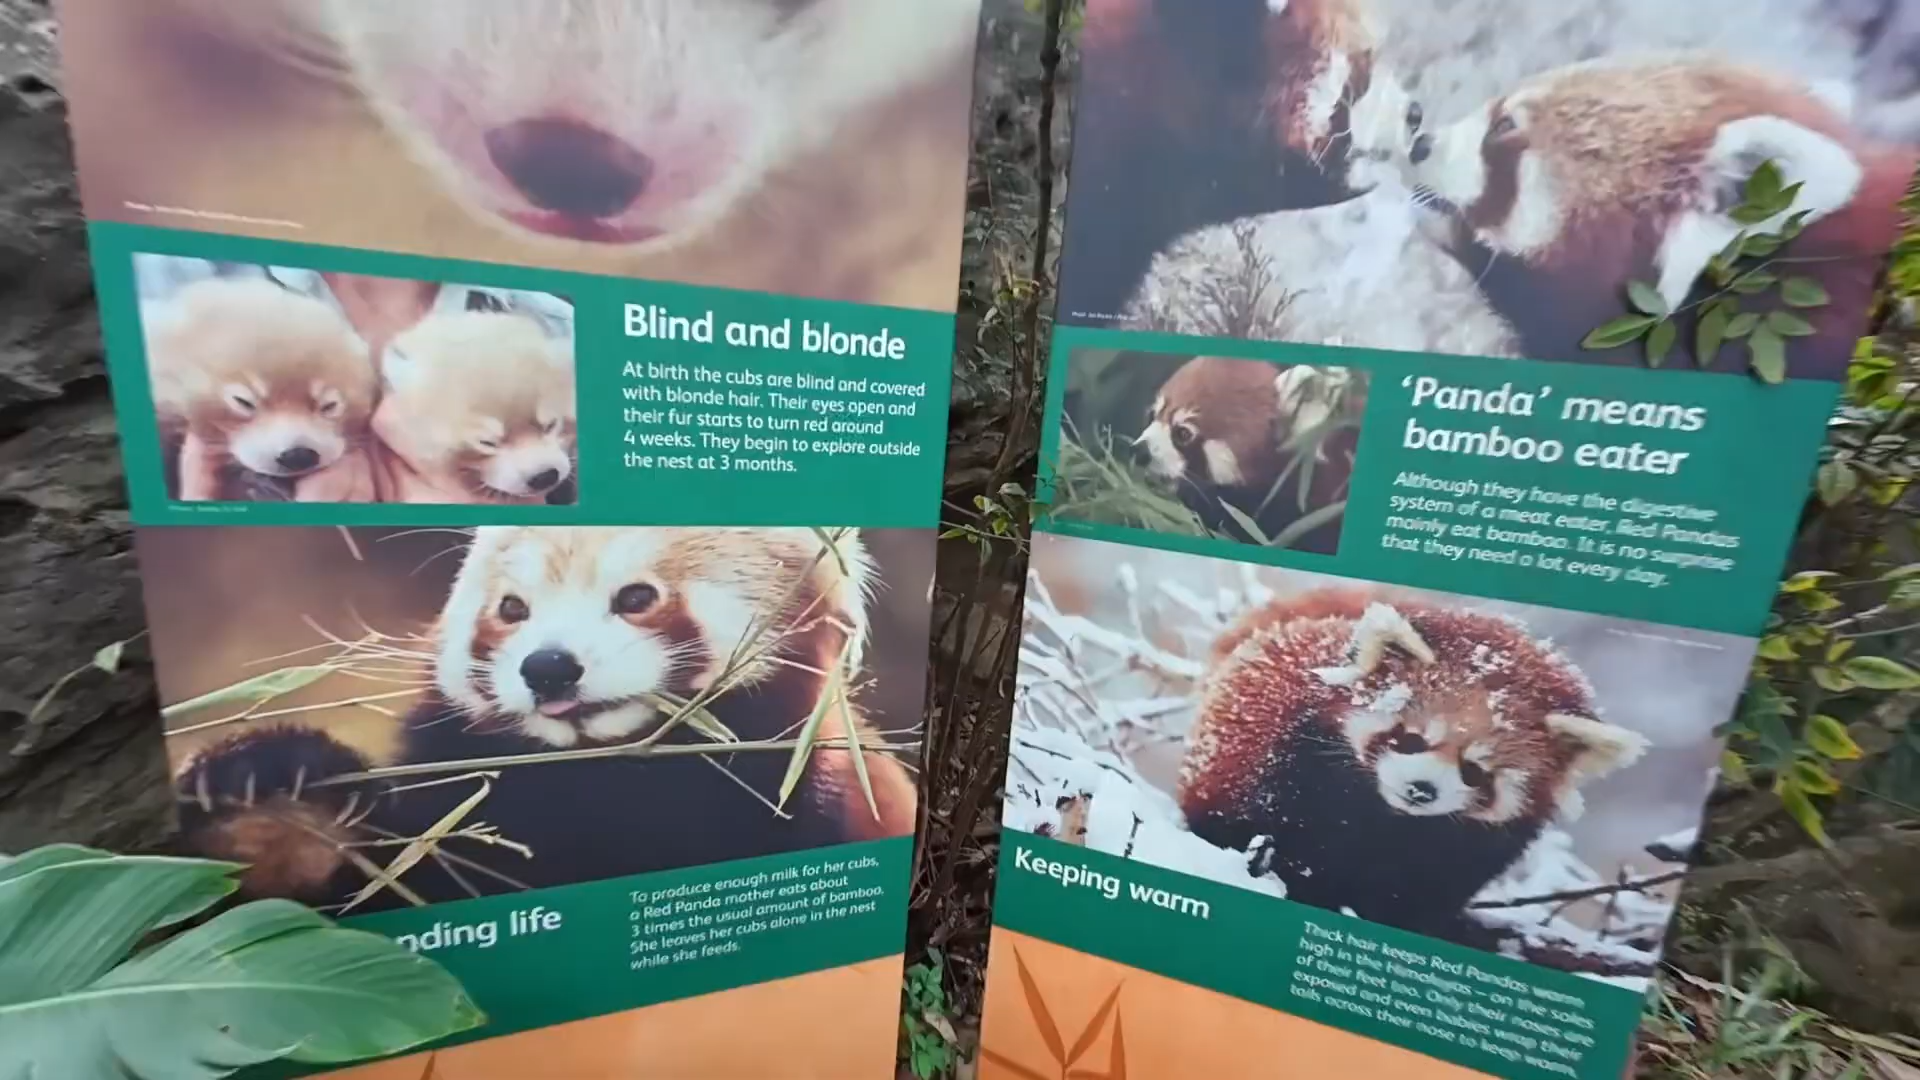 Blind and blonde
At birth the cubs are blind and covered
with blonde hair. Their eyes open and
their fur starts to turn red around
4 weeks. They begin to explore outside
the nest at 3 months.
nding life
To produce enough milk for her cubs,
a Red Panda mother eats about
3 times the usual amount of bamboo.
She leaves her cubs alone in the nest
while she feeds.
‘Panda’ means
bamboo eater
Although they have the digestive
system of a meat eater, Red Pandas
mainly eat bamboo. It is no surprise
that they need a lot every day.
Keeping warm
Thick hair keeps Red Pandas warm
high in the Himalayas – on the soles
of their feet too. Only their noses are
exposed and even babies wrap their
tails across their nose to keep warm.